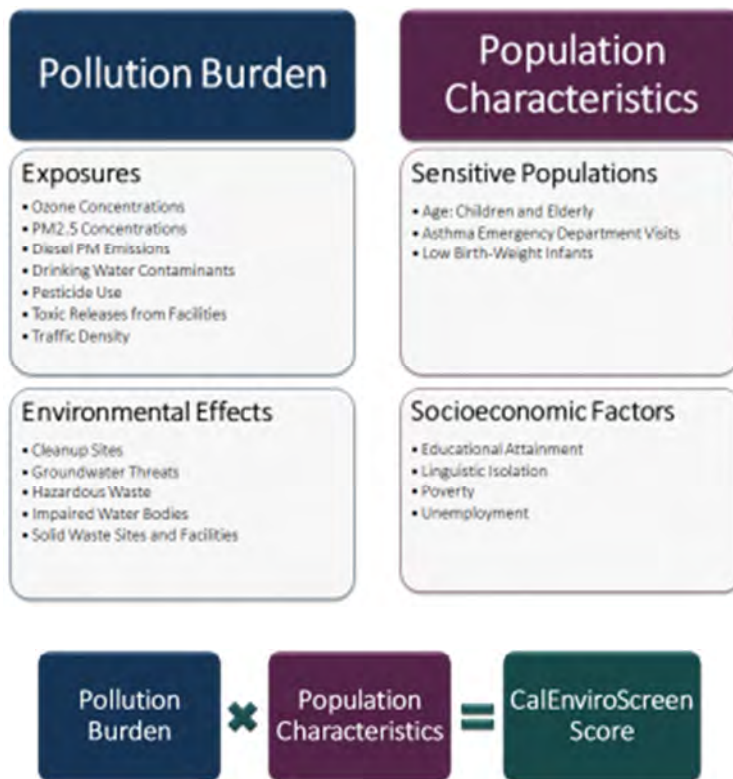 Pollution Burden
Exposures
• Ozone Concentrations
• PM2.5 Concentrations
• Diesel PM Emissions
• Drinking Water Contaminants
• Pesticide Use
• Toxic Releases from Facilities
• Traffic Density
Environmental Effects
• Cleanup Sites
• Groundwater Threats
• Hazardous Waste
• Impaired Water Bodies
• Solid Waste Sites and Facilities
Population
Characteristics
Sensitive Populations
• Age: Children and Elderly
• Asthma Emergency Department Visits
• Low Birth-Weight Infants
Socioeconomic Factors
• Educational Attainment
• Linguistic Isolation
• Poverty
• Unemployment
Pollution
Burden
×
Population
Characteristics
=
CalEnviroScreen
Score